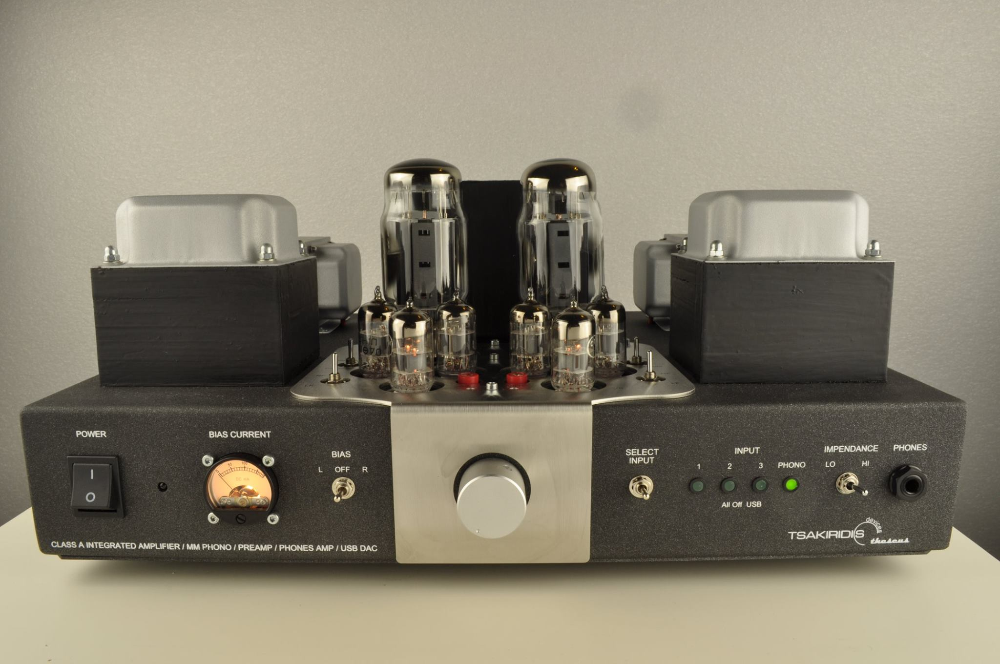 POWER
BIAS CURRENT
50 100
DC mA
BIAS
L OFF R
SELECT
INPUT
INPUT
1 2 3 PHONO
All Off USB
IMPENDANCE
LO HI
PHONES
CLASS A INTEGRATED AMPLIFIER / MM PHONO / PREAMP / PHONES AMP / USB DAC
TSAKIRIDIS devices
theseus